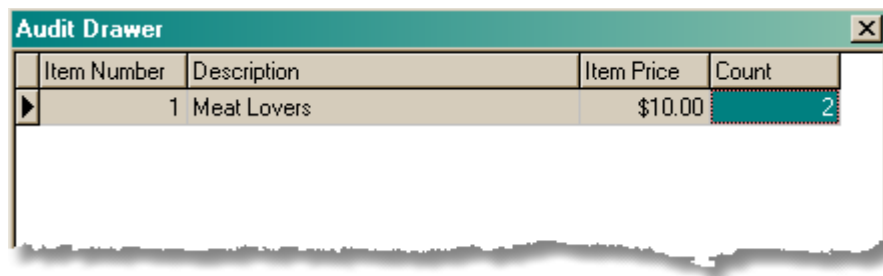 Audit Drawer
Item Number Description Item Price Count
1 Meat Lovers $10.00 2